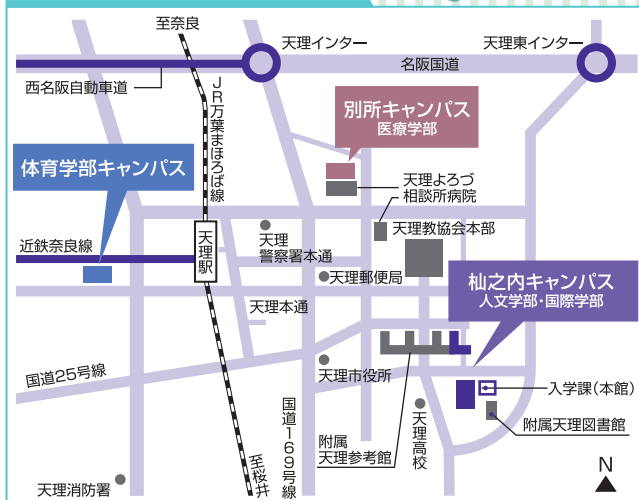 至奈良
天理インター
天理東インター
名阪国道
西名阪自動車道
JR万葉まほろば線
別所キャンパス
医療学部
体育学部キャンパス
天理よろづ
相談所病院
天理教協会本部
近鉄奈良線
天理駅
天理
警察署本通
天理郵便局
杣之内キャンパス
人文学部・国際学部
天理本通
国道25号線
天理市役所
入学課(本館)
国道169号線
附属
天理参考館
天理高校
附属天理図書館
至桜井
天理消防署
N